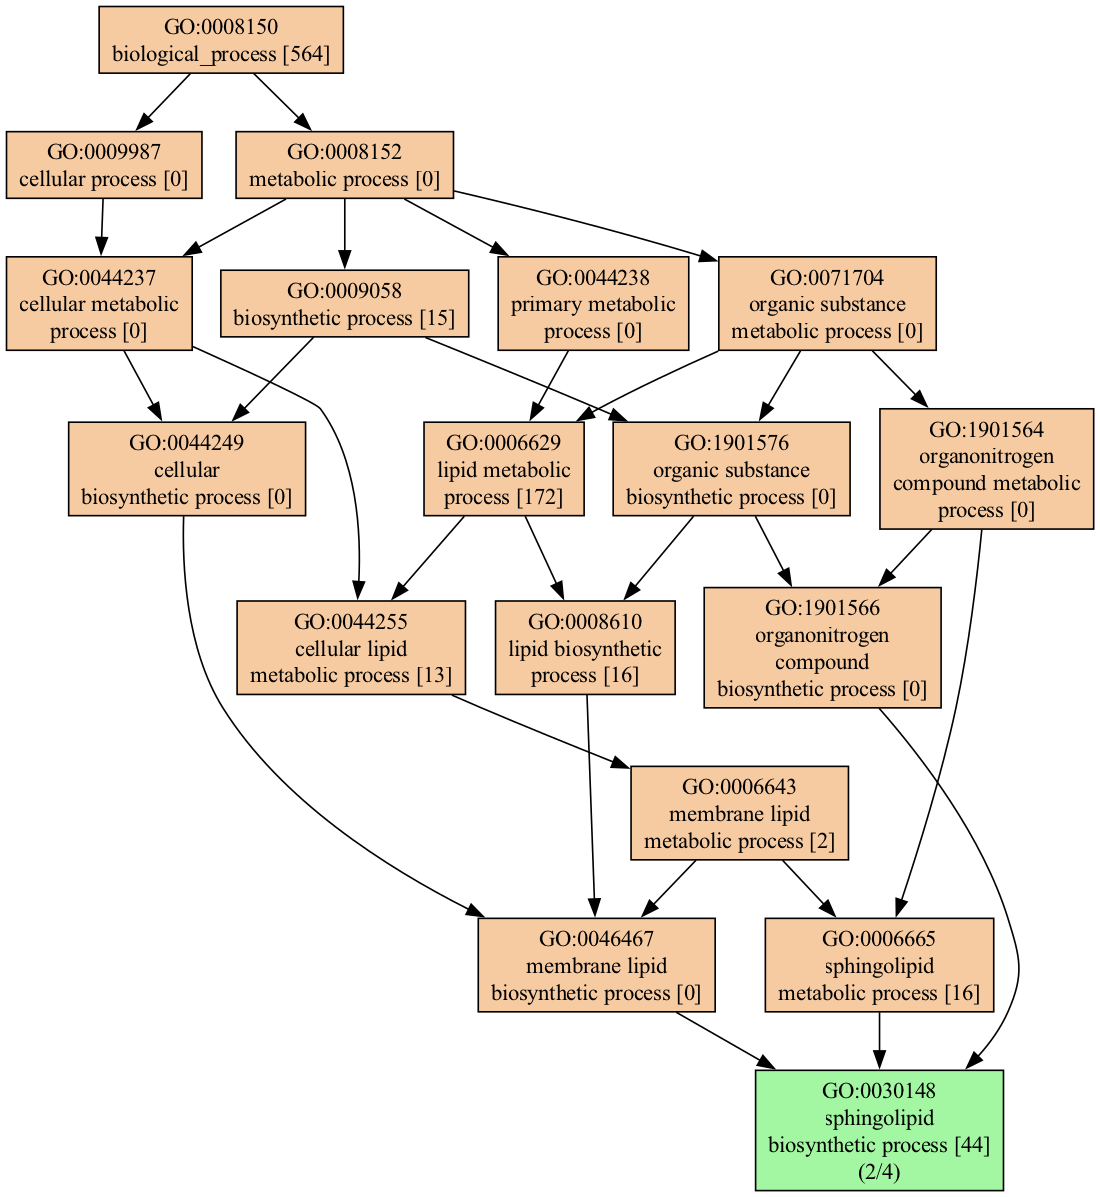 GO:0008150
biological_process [564]
GO:0009987
cellular process [0]
GO:0008152
metabolic process [0]
GO:0044237
cellular metabolic
process [0]
GO:0009058
biosynthetic process [15]
GO:0044238
primary metabolic
process [0]
GO:0071704
organic substance
metabolic process [0]
GO:0044249
cellular
biosynthetic process [0]
GO:0006629
lipid metabolic
process [172]
GO:1901576
organic substance
biosynthetic process [0]
GO:1901564
organonitrogen
compound metabolic
process [0]
GO:0044255
cellular lipid
metabolic process [13]
GO:0008610
lipid biosynthetic
process [16]
GO:1901566
organonitrogen
compound
biosynthetic process [0]
GO:0006643
membrane lipid
metabolic process [2]
GO:0046467
membrane lipid
biosynthetic process [0]
GO:0006665
sphingolipid
metabolic process [16]
GO:0030148
sphingolipid
biosynthetic process [44]
(2/4)